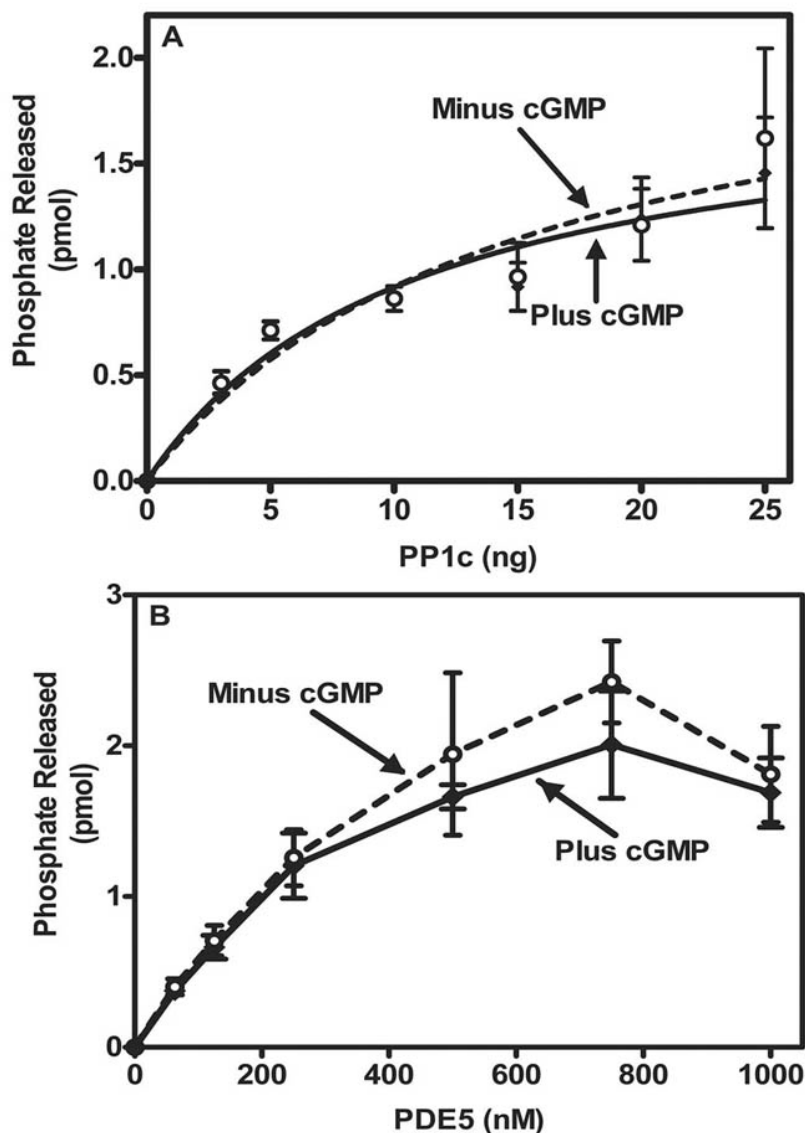 A
2.0
1.5
1.0
0.5
0.0
Phosphate Released
(pmol)
Minus cGMP
Plus cGMP
0 5 10 15 20 25
PP1c (ng)
B
3
2
1
0
Phosphate Released
(pmol)
Minus cGMP
Plus cGMP
0 200 400 600 800 1000
PDE5 (nM)